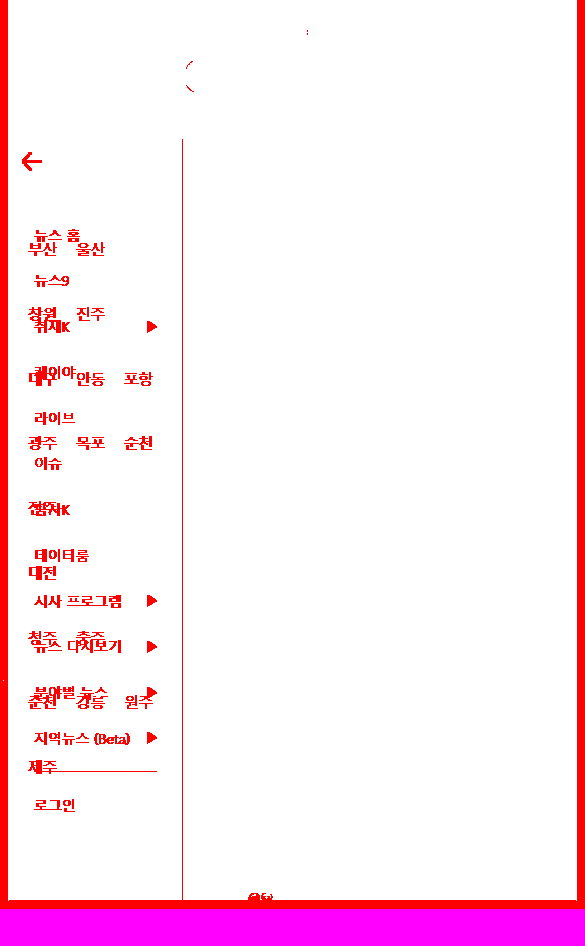 뉴스 홈
부산 울산
뉴스9
창원 진주
취재K
케이야
대구 안동 포항
라이브
광주 목포 순천
이슈
전주
데이터룸
대전
시사 프로그램
청주 충주
뉴스 다시보기
분야별 뉴스
춘천 강릉 원주
지역뉴스 (Beta)
제주
로그인